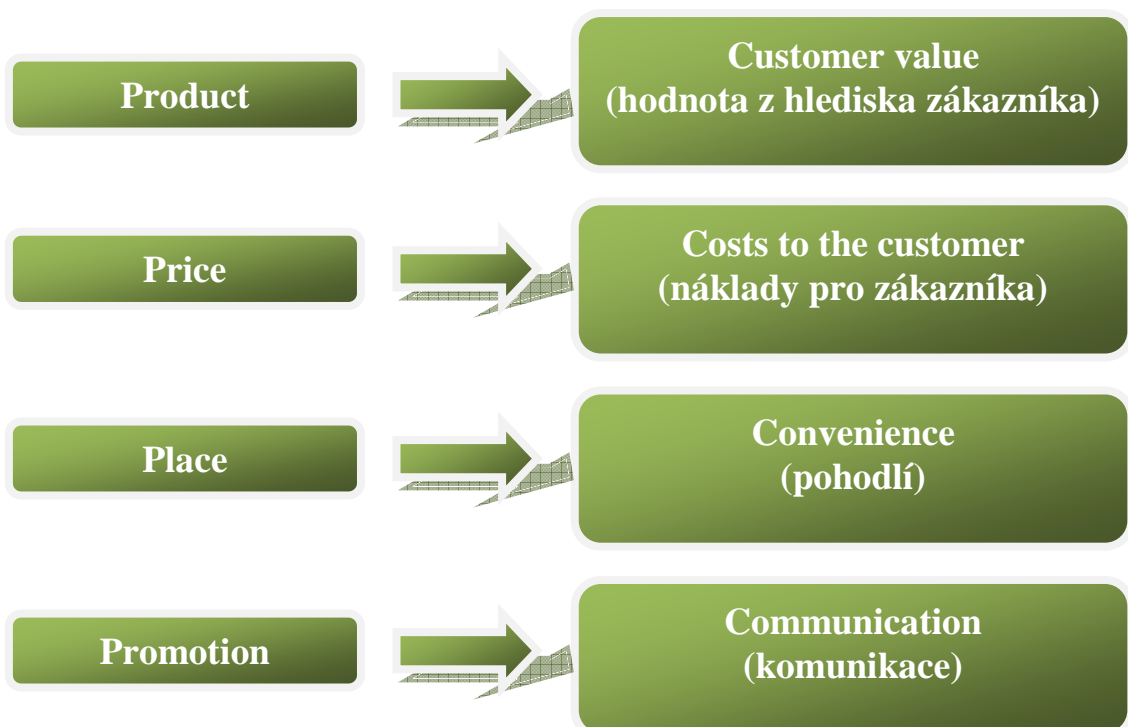 Product
Customer value
(hodnota z hlediska zákazníka)
Price
Costs to the customer
(náklady pro zákazníka)
Place
Convenience
(pohodlí)
Promotion
Communication
(komunikace)